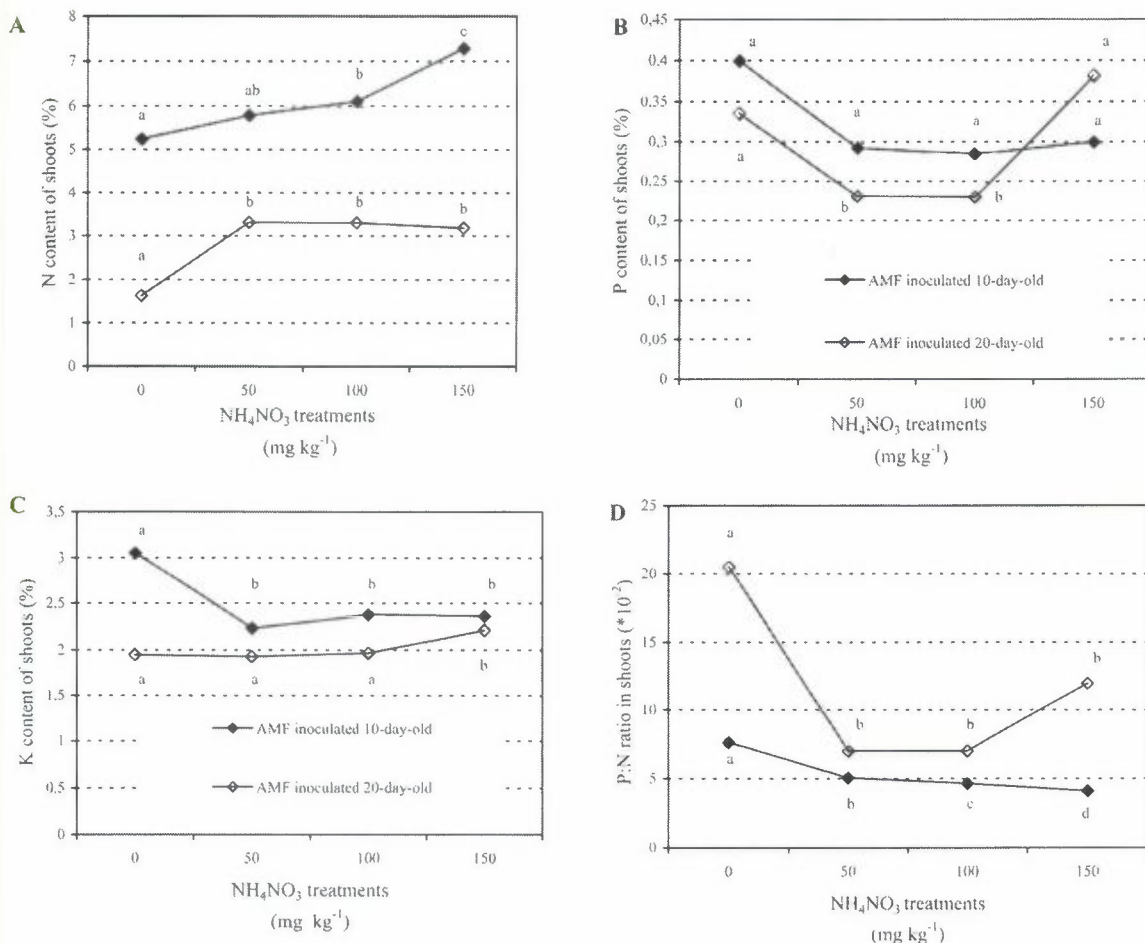 A
N content of shoots (%)
8
7
6
5
4
3
2
1
0
a
ab
b
c
a
b
b
b
0
50
100
150
NH₄NO₃ treatments
(mg kg⁻¹)
B
P content of shoots (%)
0,45
0,4
0,35
0,3
0,25
0,2
0,15
0,1
0,05
0
a
a
a
a
a
b
b
a
AMF inoculated 10-day-old
AMF inoculated 20-day-old
0
50
100
150
NH₄NO₃ treatments
(mg kg⁻¹)
C
K content of shoots (%)
3,5
3
2,5
2
1,5
1
0,5
0
a
b
b
b
a
a
a
b
AMF inoculated 10-day-old
AMF inoculated 20-day-old
0
50
100
150
NH₄NO₃ treatments
(mg kg⁻¹)
D
P:N ratio in shoots (*10⁻²)
25
20
15
10
5
0
a
b
b
b
a
b
c
d
0
50
100
150
NH₄NO₃ treatments
(mg kg⁻¹)